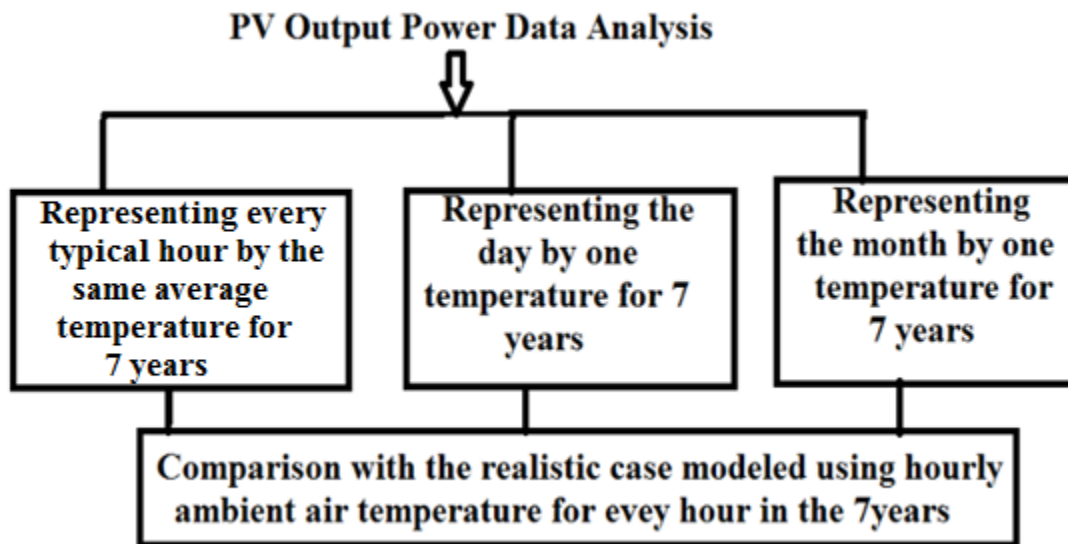 PV Output Power Data Analysis
Representing every
typical hour by the
same average
temperature for
7 years
Representing the
day by one
temperature for 7
years
Representing
the month by one
temperature for
7 years
Comparison with the realistic case modeled using hourly
ambient air temperature for evey hour in the 7years